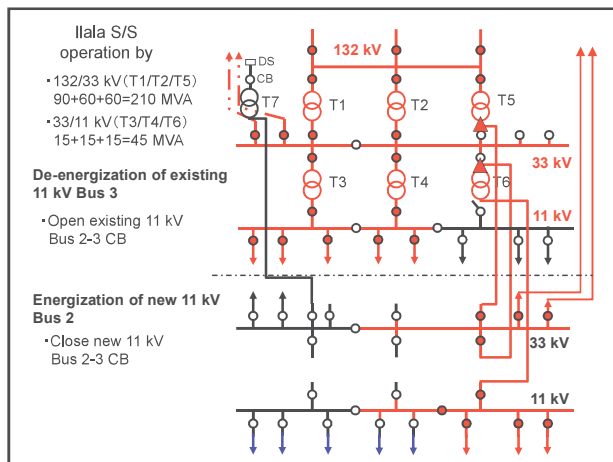 Ilala S/S
operation by
・132/33 kV(T1/T2/T5)
90+60+60=210 MVA
・33/11 kV(T3/T4/T6)
15+15+15=45 MVA
De-energization of existing
11 kV Bus 3
・Open existing 11 kV
Bus 2-3 CB
Energization of new 11 kV
Bus 2
・Close new 11 kV
Bus 2-3 CB
DS
CB
T7
132 kV
T1
T2
T5
33 kV
T3
T4
T6
11 kV
33 kV
11 kV